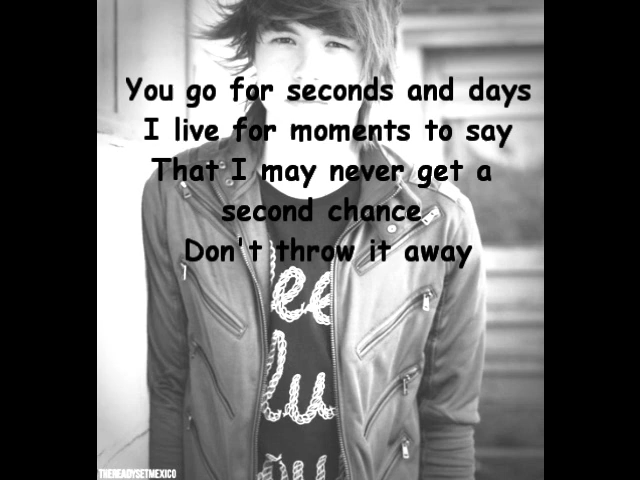 You go for seconds and days
I live for moments to say
That I may never get a
second chance
Don't throw it away
THEREADYSETMEXICO